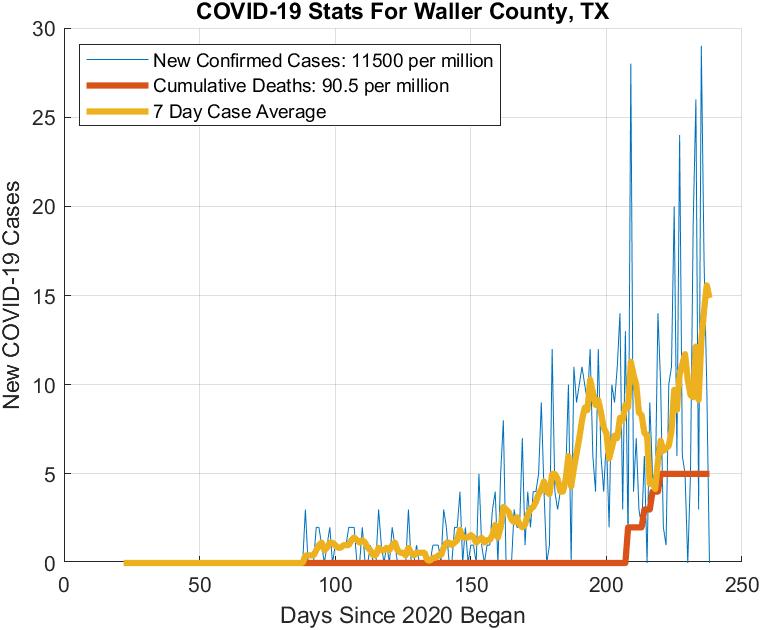 COVID-19 Stats For Waller County, TX
30
New Confirmed Cases: 11500 per million
Cumulative Deaths: 90.5 per million
7 Day Case Average
25
20
15
10
5
0
New COVID-19 Cases
0 50 100 150 200 250
Days Since 2020 Began